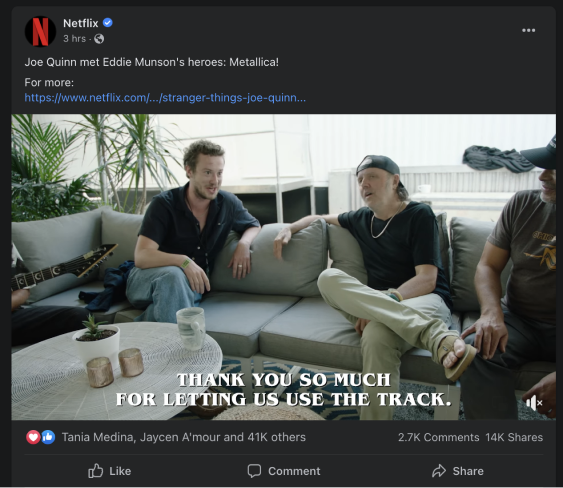 Netflix
3 hrs ·
Joe Quinn met Eddie Munson's heroes: Metallica!
For more:
https://www.netflix.com/.../stranger-things-joe-quinn...
THANK YOU SO MUCH
FOR LETTING US USE THE TRACK.
Tania Medina, Jaycen A'mour and 41K others
2.7K Comments 14K Shares
Like
Comment
Share